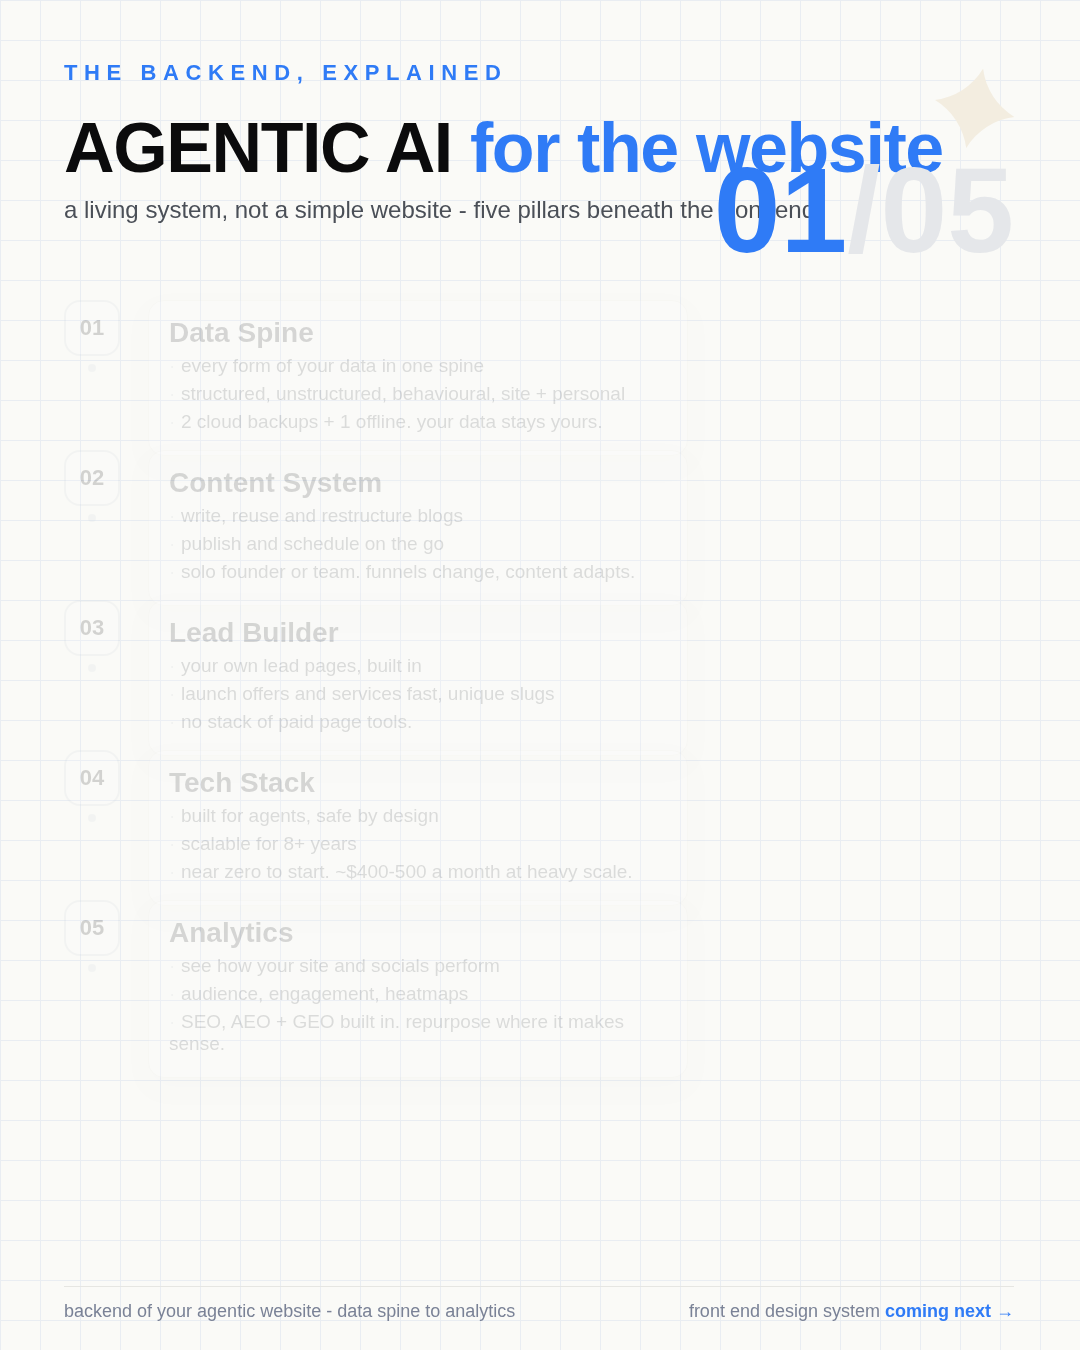 THE BACKEND, EXPLAINED
AGENTIC AI for the website
01/05
a living system, not a simple website - five pillars beneath the
01
Data Spine
· every form of your data in one spine
· structured, unstructured, behavioural, site + personal
· 2 cloud backups + 1 offline. your data stays yours.
02
Content System
· write, reuse and restructure blogs
· publish and schedule on the go
· solo founder or team. funnels change, content adapts.
03
Lead Builder
· your own lead pages, built in
· launch offers and services fast, unique slugs
· no stack of paid page tools.
04
Tech Stack
· built for agents, safe by design
· scalable for 8+ years
· near zero to start. ~$400-500 a month at heavy scale.
05
Analytics
· see how your site and socials perform
· audience, engagement, heatmaps
· SEO, AEO + GEO built in. repurpose where it makes
sense.
backend of your agentic website - data spine to analytics
front end design system coming next →